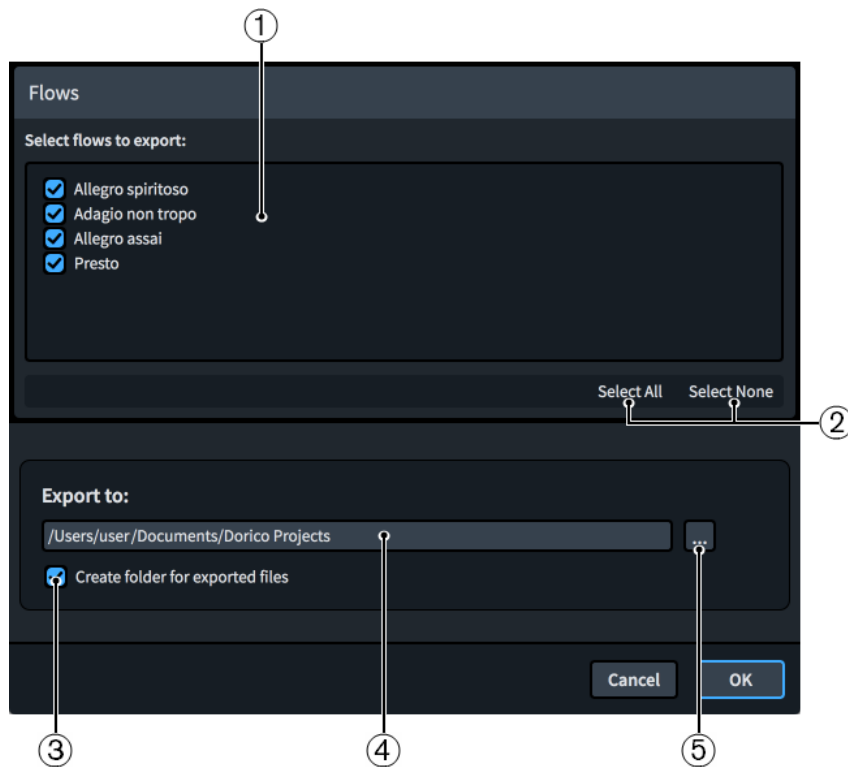 ①
Flows
Select flows to export:
Allegro spiritoso
Adagio non tropo
Allegro assai
Presto
Select All Select None
②
Export to:
/Users/user/Documents/Dorico Projects ...
Create folder for exported files
Cancel OK
③ ④ ⑤